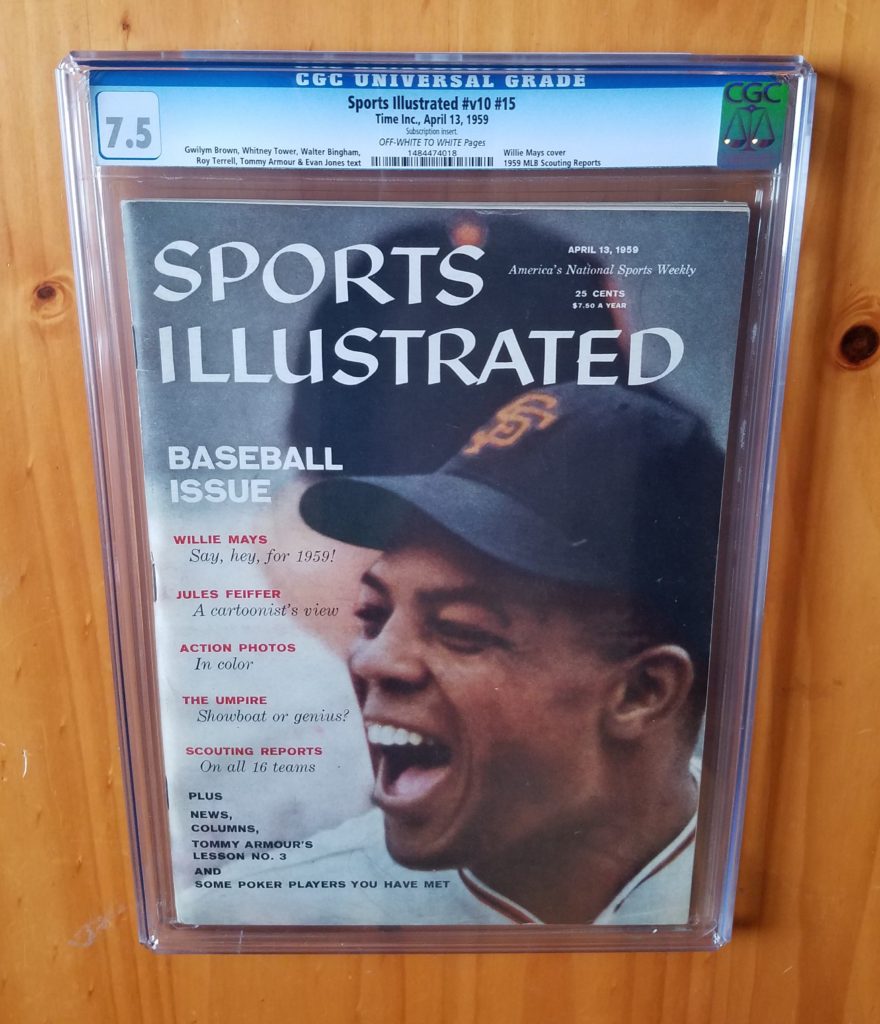 CGC UNIVERSAL GRADE
7.5
Sports Illustrated #v10 #15
Time Inc., April 13, 1959
Subscription insert.
OFF-WHITE TO WHITE Pages
1484474018
Gwilym Brown, Whitney Tower, Walter Bingham,
Roy Terrell, Tommy Armour & Evan Jones text
Willie Mays cover
1959 MLB Scouting Reports
CGC
SPORTS
ILLUSTRATED
APRIL 13, 1959
America's National Sports Weekly
25 CENTS
$7.50 A YEAR
SF
BASEBALL
ISSUE
WILLIE MAYS
Say, hey, for 1959!
JULES FEIFFER
A cartoonist's view
ACTION PHOTOS
In color
THE UMPIRE
Showboat or genius?
SCOUTING REPORTS
On all 16 teams
PLUS
NEWS,
COLUMNS,
TOMMY ARMOUR'S
LESSON NO. 3
AND
SOME POKER PLAYERS YOU HAVE MET